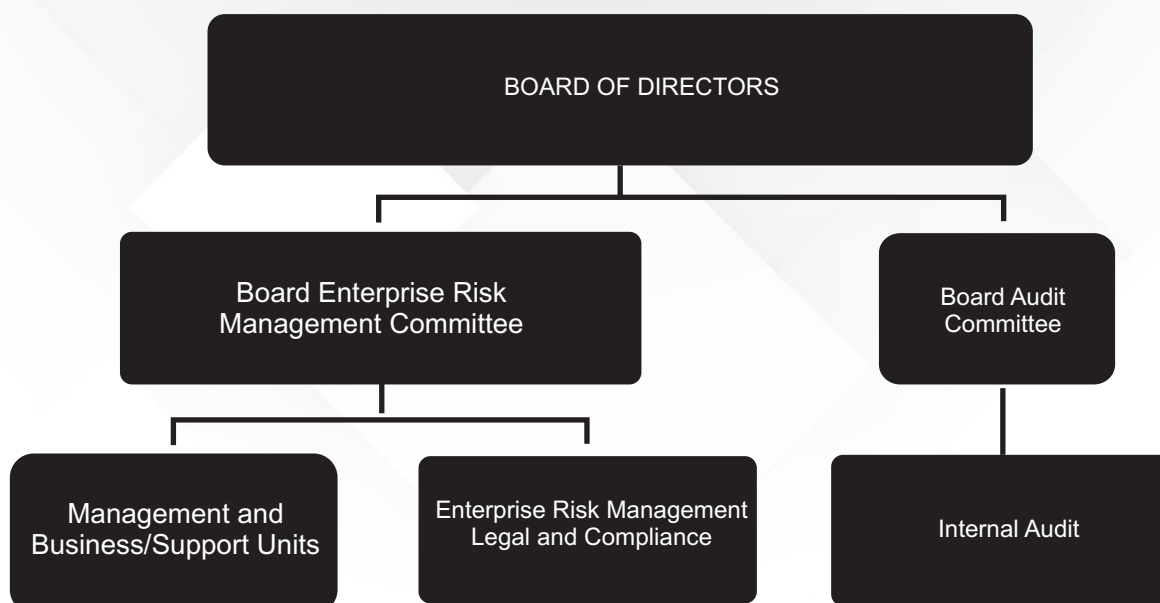 BOARD OF DIRECTORS
Board Enterprise Risk
Management Committee
Board Audit
Committee
Management and
Business/Support Units
Enterprise Risk Management
Legal and Compliance
Internal Audit